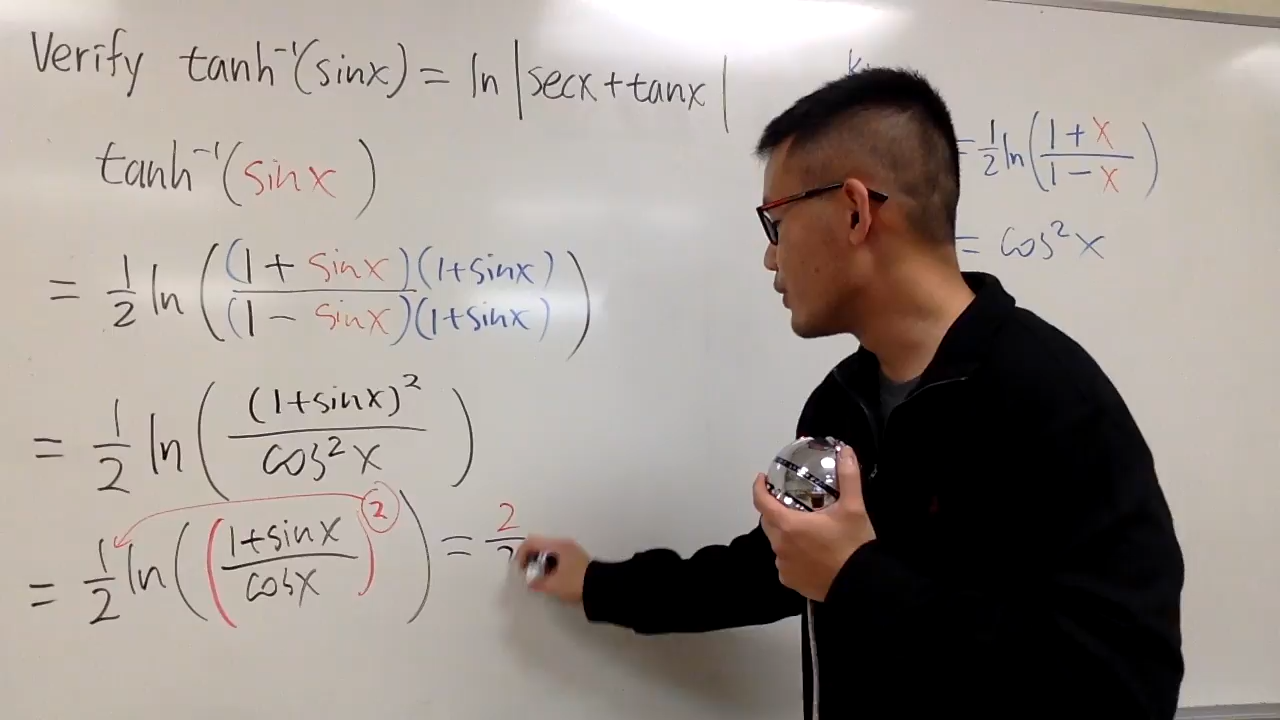 Verify tanh⁻¹(sinx) = ln |secx + tanx|
tanh⁻¹(sinx)
= 1/2 ln(1+x / 1−x)
= cos²x
= 1/2 ln((1 + sinx)(1+sinx) / (1 − sinx)(1+sinx))
= 1/2 ln((1+sinx)² / cos²x)
= 1/2 ln((1+sinx / cosx)²) = 2